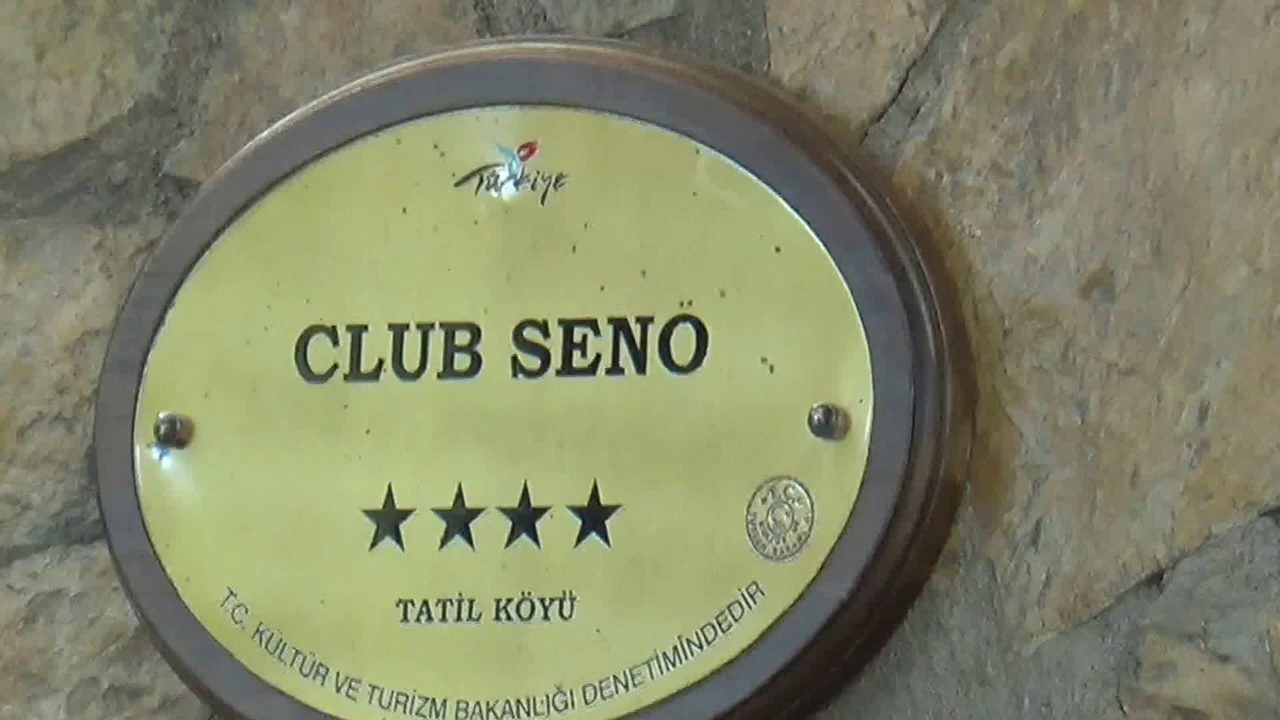 Türkiye
CLUB SENÖ
★★★★
TATİL KÖYÜ
T.C. KÜLTÜR VE TURİZM BAKANLIĞI DENETİMİNDEDİR